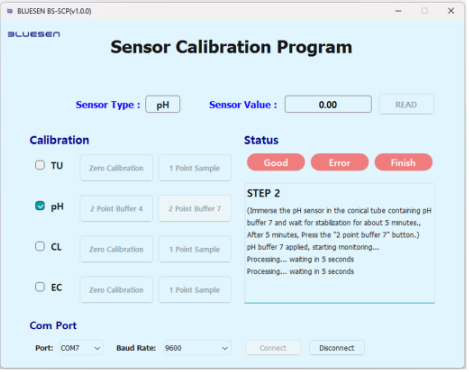 BLUESEN BS-SCP(v1.0.0)
BLUESEN
Sensor Calibration Program
Sensor Type : pH Sensor Value : 0.00 READ
Calibration
TU Zero Calibration 1 Point Sample
pH 2 Point Buffer 4 2 Point Buffer 7
CL Zero Calibration 1 Point Sample
EC Zero Calibration 1 Point Sample
Status
Good Error Finish
STEP 2
(Immerse the pH sensor in the conical tube containing pH
buffer 7 and wait for stabilization for about 5 minutes.,
After 5 minutes, Press the "2 point buffer 7" button.)
pH buffer 7 applied, starting monitoring...
Processing... waiting in 5 seconds
Processing... waiting in 5 seconds
Com Port
Port: COM7 Baud Rate: 9600 Connect Disconnect